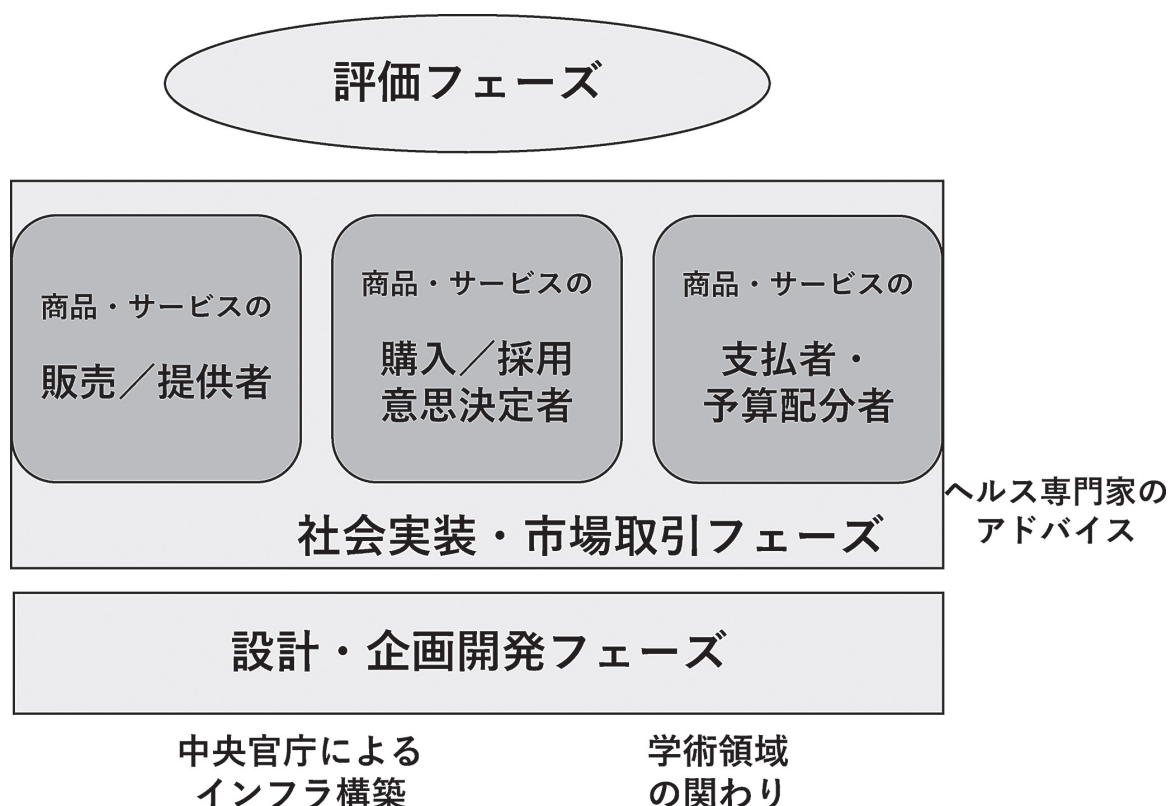 評価フェーズ
商品・サービスの
販売／提供者
商品・サービスの
購入／採用
意思決定者
商品・サービスの
支払者・
予算配分者
ヘルス専門家の
アドバイス
社会実装・市場取引フェーズ
設計・企画開発フェーズ
中央官庁による
インフラ構築
学術領域
の関わり